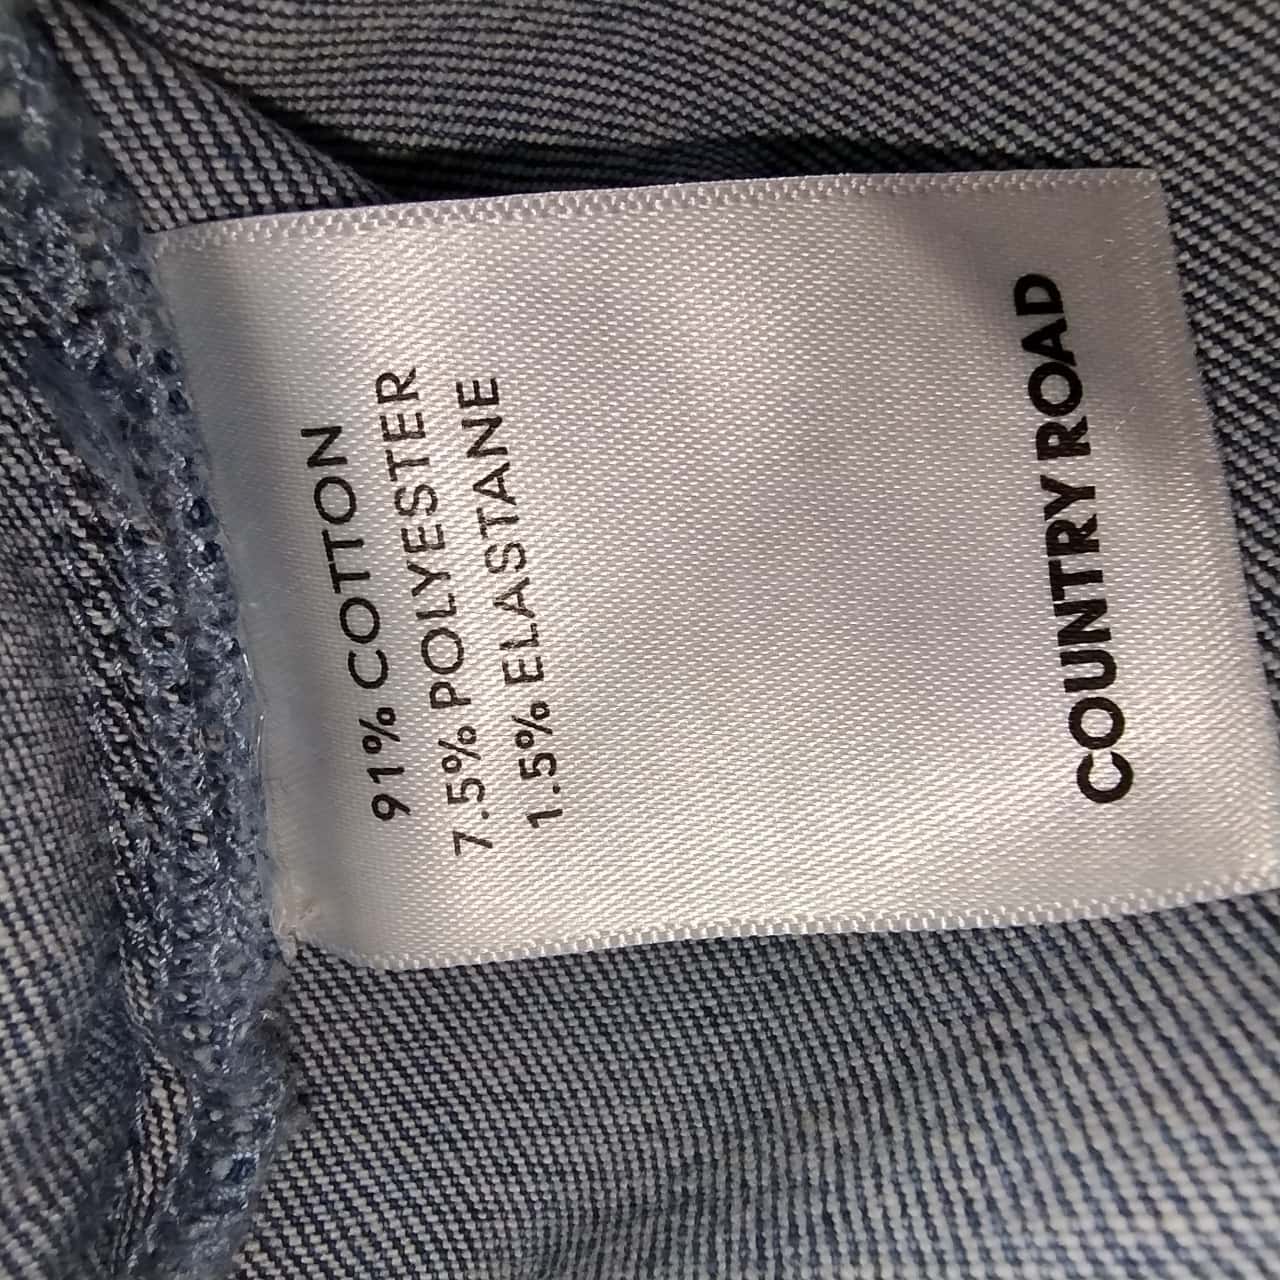 91% COTTON
7.5% POLYESTER
1.5% ELASTANE
COUNTRY ROAD